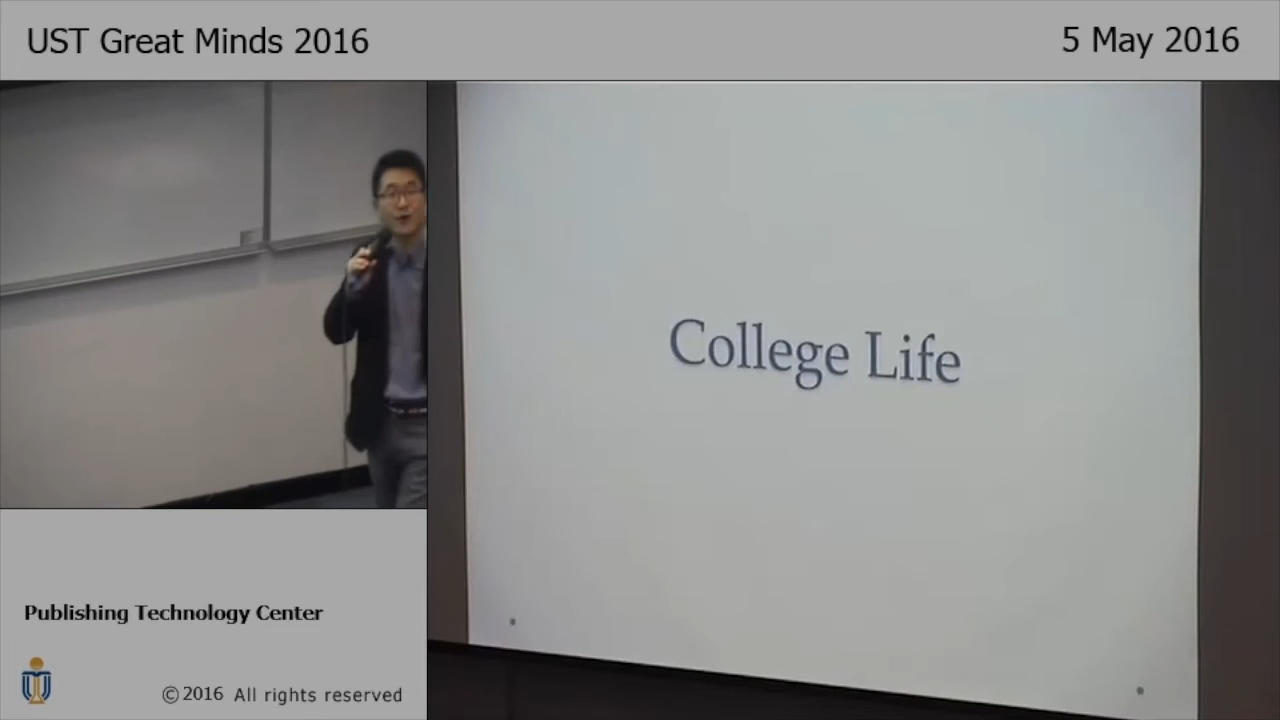 UST Great Minds 2016
5 May 2016
College Life
Publishing Technology Center
©2016 All rights reserved